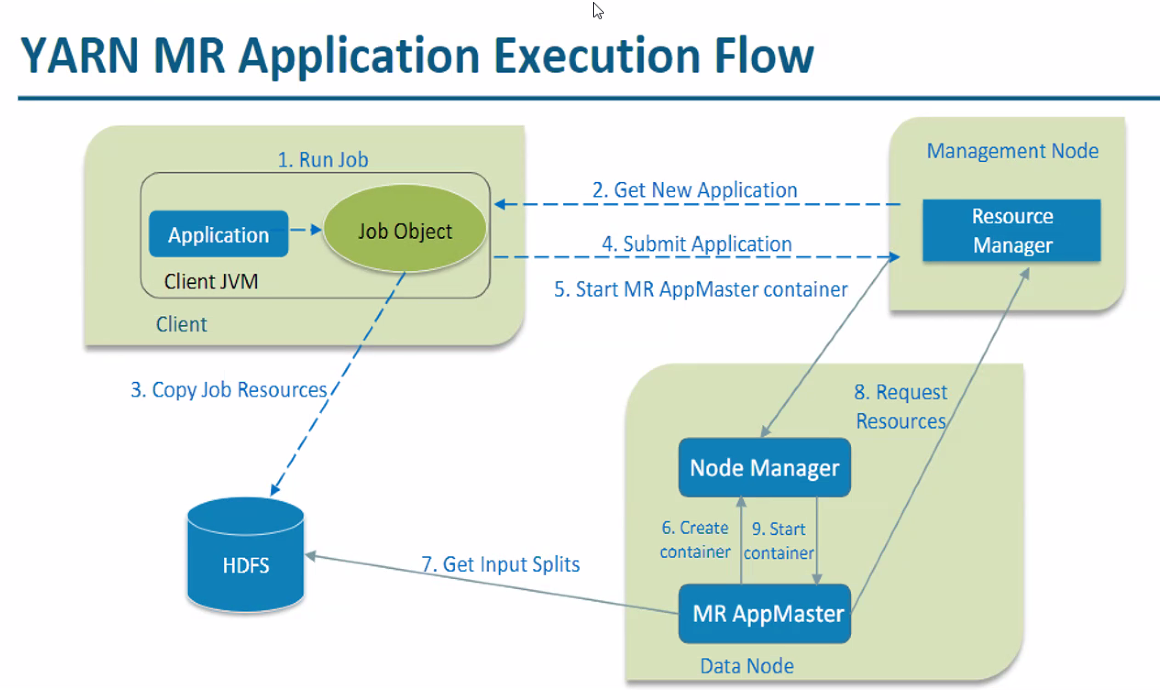 YARN MR Application Execution Flow
1. Run Job
Application
Job Object
Client JVM
Client
2. Get New Application
4. Submit Application
5. Start MR AppMaster container
Management Node
Resource
Manager
3. Copy Job Resources
8. Request
Resources
Node Manager
6. Create
container
9. Start
container
HDFS
7. Get Input Splits
MR AppMaster
Data Node